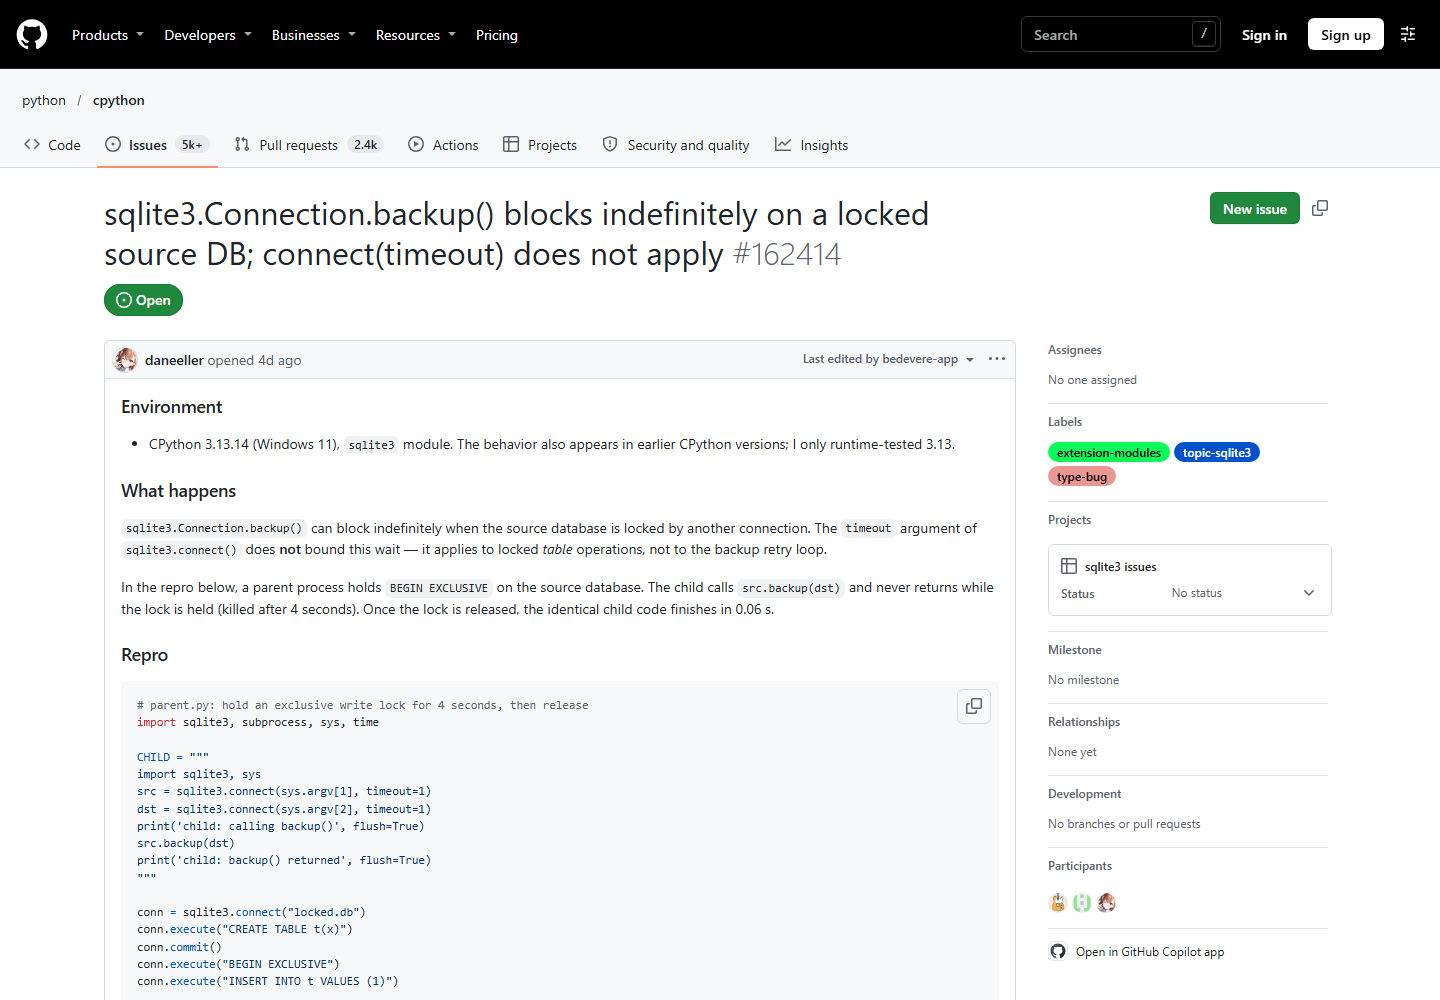 Products
Developers
Businesses
Resources
Pricing
Search
/
Sign in
Sign up
python / cpython
Code
Issues 5k+
Pull requests 2.4k
Actions
Projects
Security and quality
Insights
sqlite3.Connection.backup() blocks indefinitely on a locked
source DB; connect(timeout) does not apply #162414
New issue
Open
daneeller opened 4d ago
Last edited by bedevere-app
Environment
• CPython 3.13.14 (Windows 11), sqlite3 module. The behavior also appears in earlier CPython versions; I only runtime-tested 3.13.
What happens
sqlite3.Connection.backup() can block indefinitely when the source database is locked by another connection. The timeout argument of
sqlite3.connect() does not bound this wait — it applies to locked table operations, not to the backup retry loop.
In the repro below, a parent process holds BEGIN EXCLUSIVE on the source database. The child calls src.backup(dst) and never returns while
the lock is held (killed after 4 seconds). Once the lock is released, the identical child code finishes in 0.06 s.
Repro
# parent.py: hold an exclusive write lock for 4 seconds, then release
import sqlite3, subprocess, sys, time
CHILD = """
import sqlite3, sys
src = sqlite3.connect(sys.argv[1], timeout=1)
dst = sqlite3.connect(sys.argv[2], timeout=1)
print('child: calling backup()', flush=True)
src.backup(dst)
print('child: backup() returned', flush=True)
"""
conn = sqlite3.connect("locked.db")
conn.execute("CREATE TABLE t(x)")
conn.commit()
conn.execute("BEGIN EXCLUSIVE")
conn.execute("INSERT INTO t VALUES (1)")
Assignees
No one assigned
Labels
extension-modules
topic-sqlite3
type-bug
Projects
sqlite3 issues
Status
No status
Milestone
No milestone
Relationships
None yet
Development
No branches or pull requests
Participants
Open in GitHub Copilot app